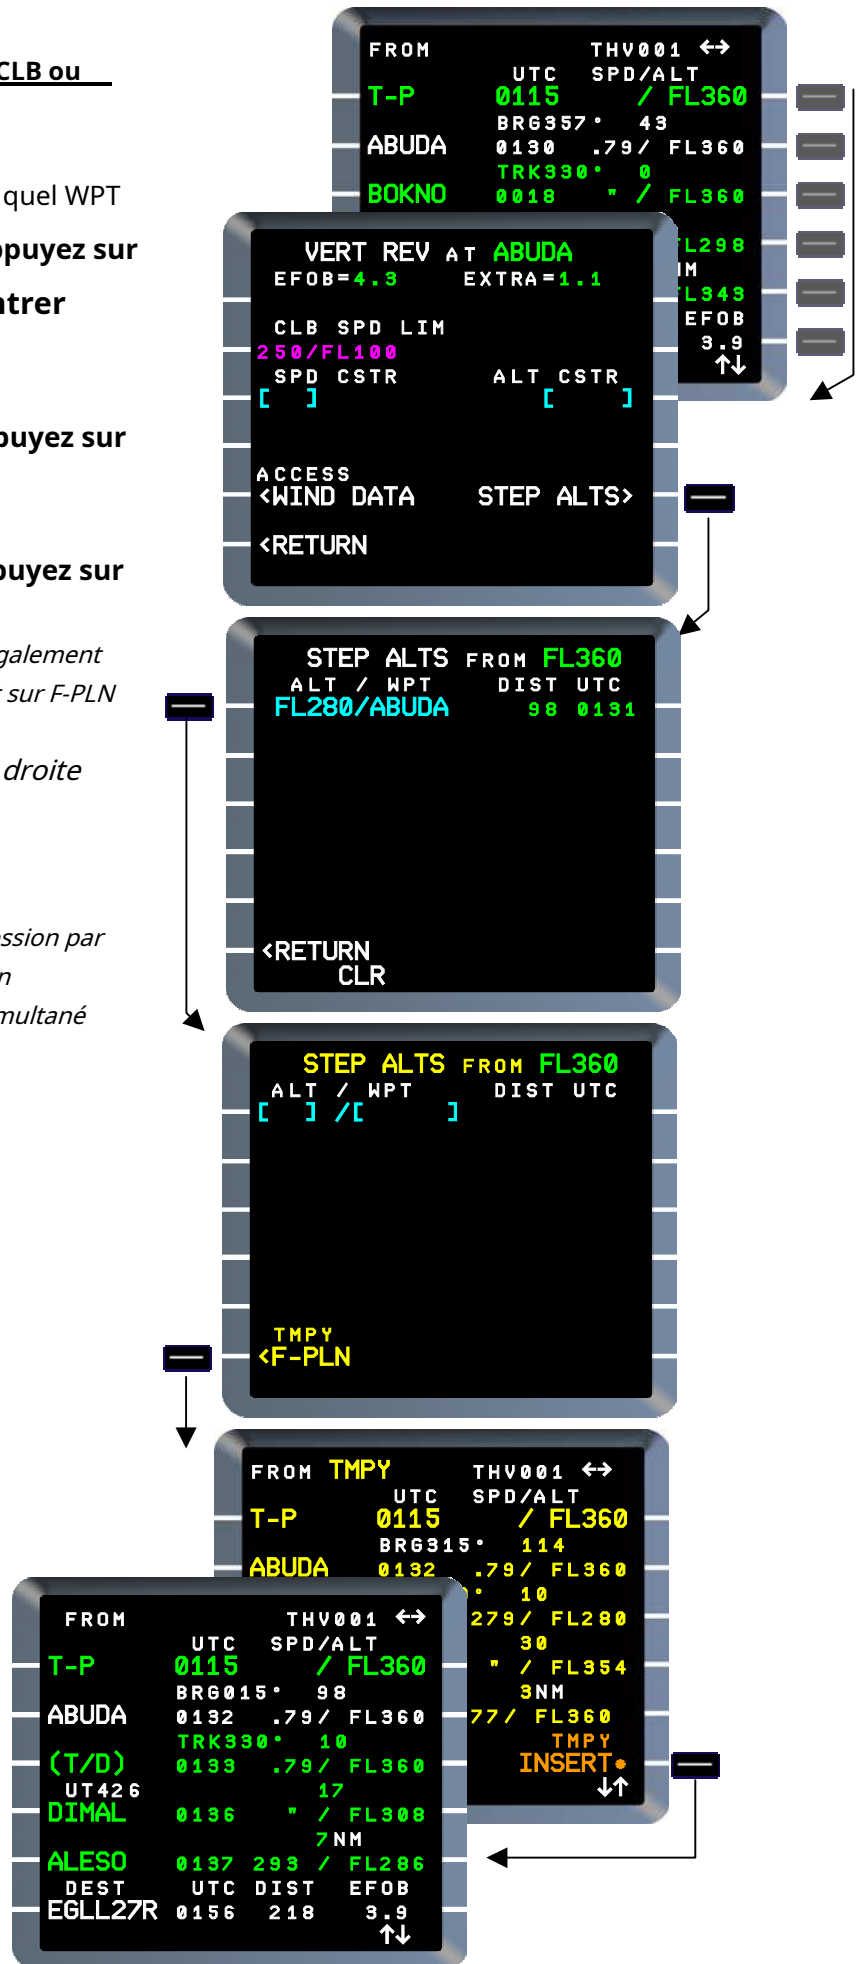 CLB ou
quel WPT
ppuyez sur
ntrer
puyez sur
puyez sur
galement
sur F-PLN
droite
ession par
n
multané
FROM THV001 ↔
UTC SPD/ALT
T-P 0115 / FL360
BRG357° 43
ABUDA 0130 .79/ FL360
TRK330° 0
BOKNO 0018 " / FL360
FL298
NM
FL343
EFOB
3.9
↑↓
VERT REV AT ABUDA
EFOB=4.3 EXTRA=1.1
CLB SPD LIM
250/FL100
SPD CSTR ALT CSTR
[ ] [ ]
ACCESS
<WIND DATA STEP ALTS>
<RETURN
STEP ALTS FROM FL360
ALT / WPT DIST UTC
FL280/ABUDA 98 0131
<RETURN
CLR
STEP ALTS FROM FL360
ALT / WPT DIST UTC
[ ] /[ ]
TMPY
<F-PLN
FROM TMPY THV001 ↔
UTC SPD/ALT
T-P 0115 / FL360
BRG315° 114
ABUDA 0132 .79/ FL360
° 10
279/ FL280
30
" / FL354
3NM
77/ FL360
TMPY
INSERT•
↓↑
FROM THV001 ↔
UTC SPD/ALT
T-P 0115 / FL360
BRG015° 98
ABUDA 0132 .79/ FL360
TRK330° 10
(T/D) 0133 .79/ FL360
UT426 17
DIMAL 0136 " / FL308
7NM
ALESO 0137 293 / FL286
DEST UTC DIST EFOB
EGLL27R 0156 218 3.9
↑↓